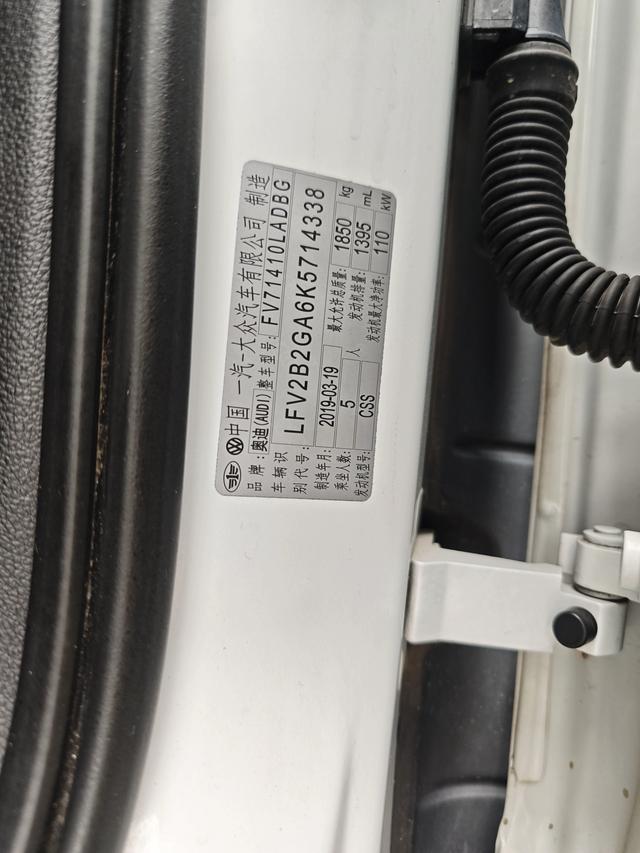 中国 一汽-大众汽车有限公司 制造
品牌: 奥迪(AUDI) 整车型号: FV71410LADBG
车辆识别代号: LFV2B2GA6K5714338
制造年月: 2019-03-19 最大允许总质量: 1850 kg
乘坐人数: 5 人 发动机排量: 1395 mL
发动机型号: CSS 发动机最大净功率: 110 kW